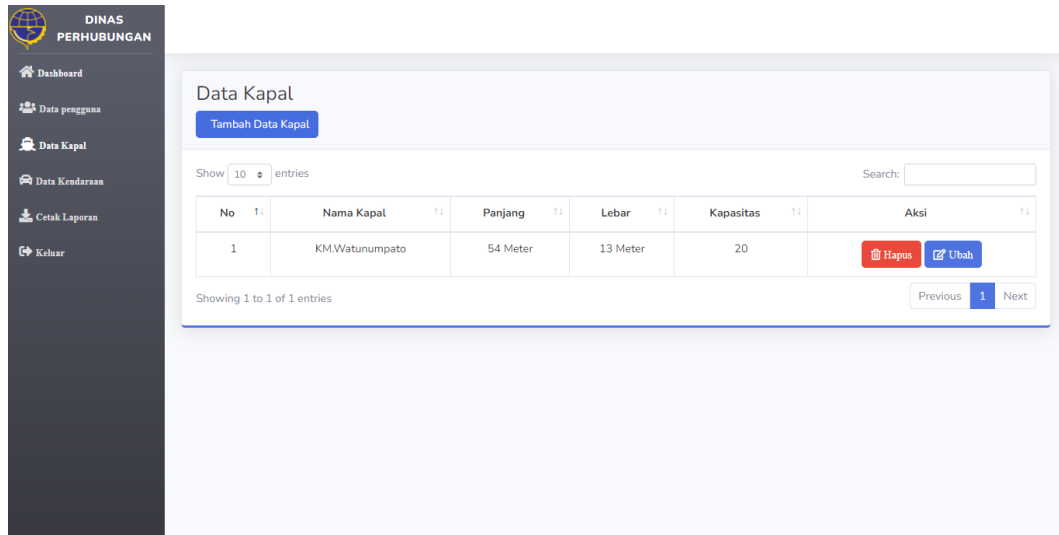 DINAS
PERHUBUNGAN
Dashboard
Data pengguna
Data Kapal
Data Kendaraan
Cetak Laporan
Keluar
Data Kapal
Tambah Data Kapal
Show 10 entries
Search:
No Nama Kapal Panjang Lebar Kapasitas Aksi
1 KM.Watunumpato 54 Meter 13 Meter 20 Hapus Ubah
Showing 1 to 1 of 1 entries
Previous 1 Next